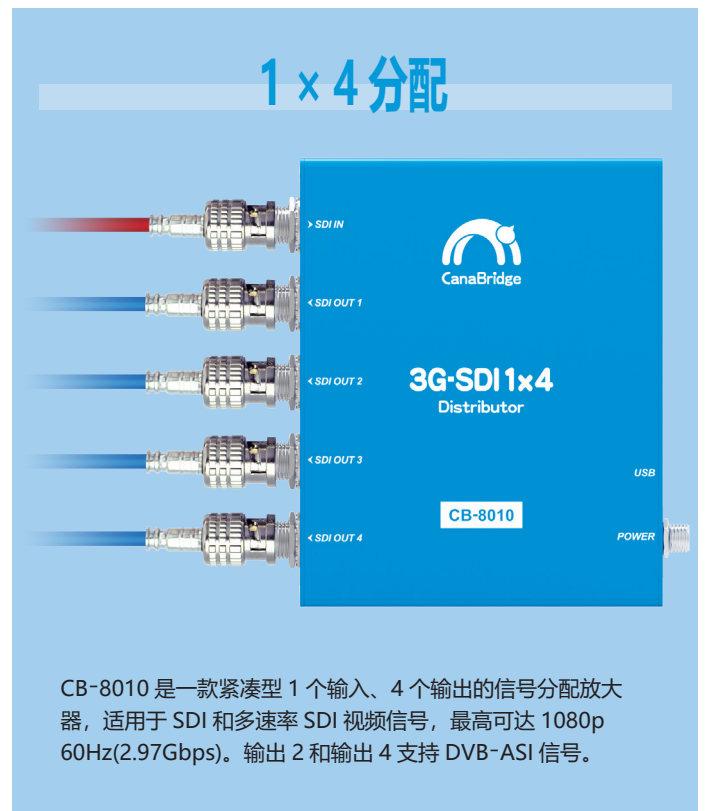 1 × 4 分配
SDI IN
CanaBridge
SDI OUT 1
SDI OUT 2
3G-SDI 1x4
Distributor
SDI OUT 3
USB
CB-8010
SDI OUT 4
POWER
CB-8010 是一款紧凑型 1 个输入、4 个输出的信号分配放大
器，适用于 SDI 和多速率 SDI 视频信号，最高可达 1080p
60Hz(2.97Gbps)。输出 2 和输出 4 支持 DVB-ASI 信号。